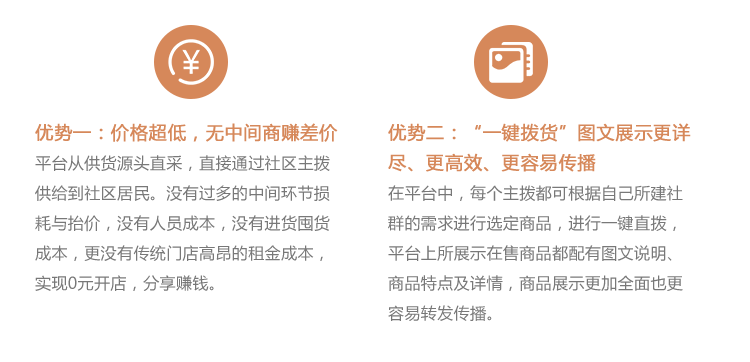 ¥
优势一：价格超低，无中间商赚差价
平台从供货源头直采，直接通过社区主拨
供给到社区居民。没有过多的中间环节损
耗与抬价，没有人员成本，没有进货囤货
成本，更没有传统门店高昂的租金成本，
实现0元开店，分享赚钱。
优势二：“一键拨货”图文展示更详
尽、更高效、更容易传播
在平台中，每个主拨都可根据自己所建社
群的需求进行选定商品，进行一键直拨，
平台上所展示在售商品都配有图文说明、
商品特点及详情，商品展示更加全面也更
容易转发传播。